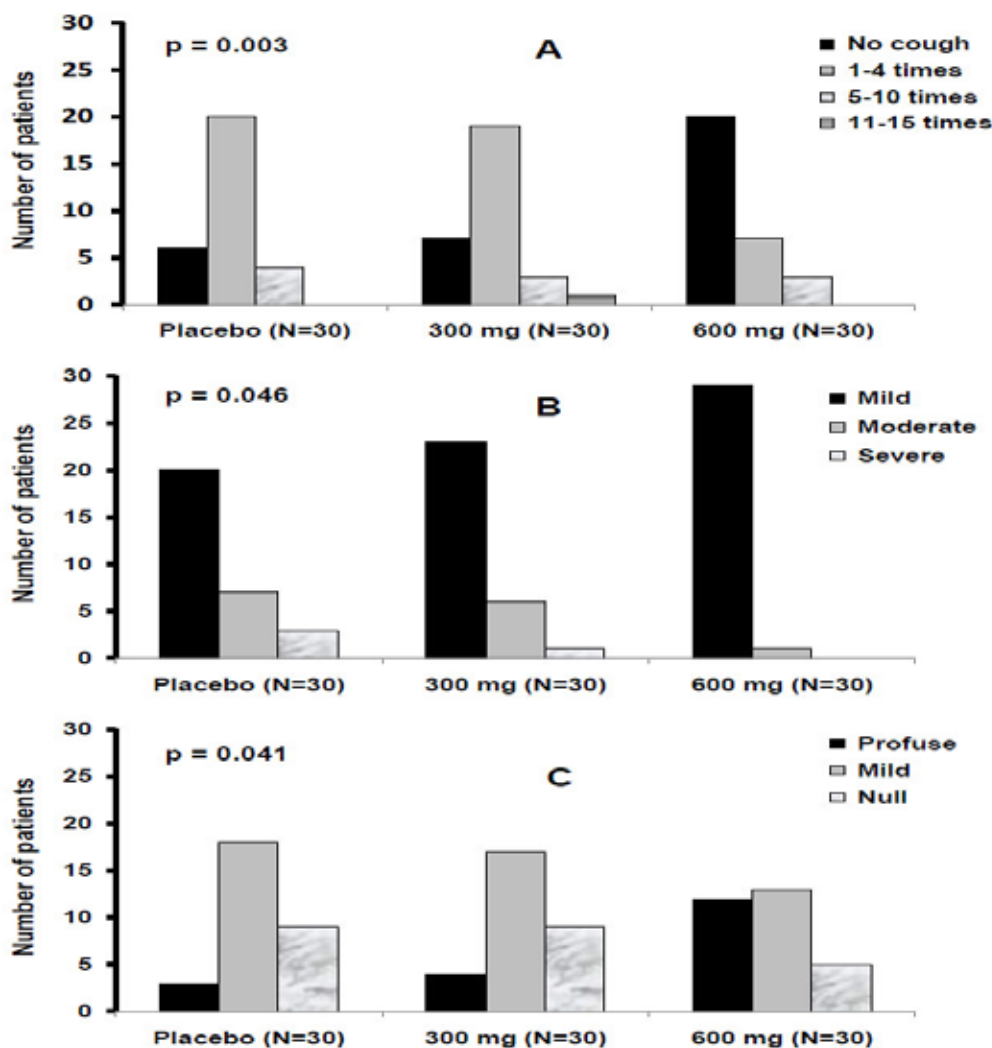 30
25
20
15
10
5
0
Number of patients
p = 0.003
A
No cough
1-4 times
5-10 times
11-15 times
Placebo (N=30)
300 mg (N=30)
600 mg (N=30)
30
25
20
15
10
5
0
Number of patients
p = 0.046
B
Mild
Moderate
Severe
Placebo (N=30)
300 mg (N=30)
600 mg (N=30)
30
25
20
15
10
5
0
Number of patients
p = 0.041
C
Profuse
Mild
Null
Placebo (N=30)
300 mg (N=30)
600 mg (N=30)